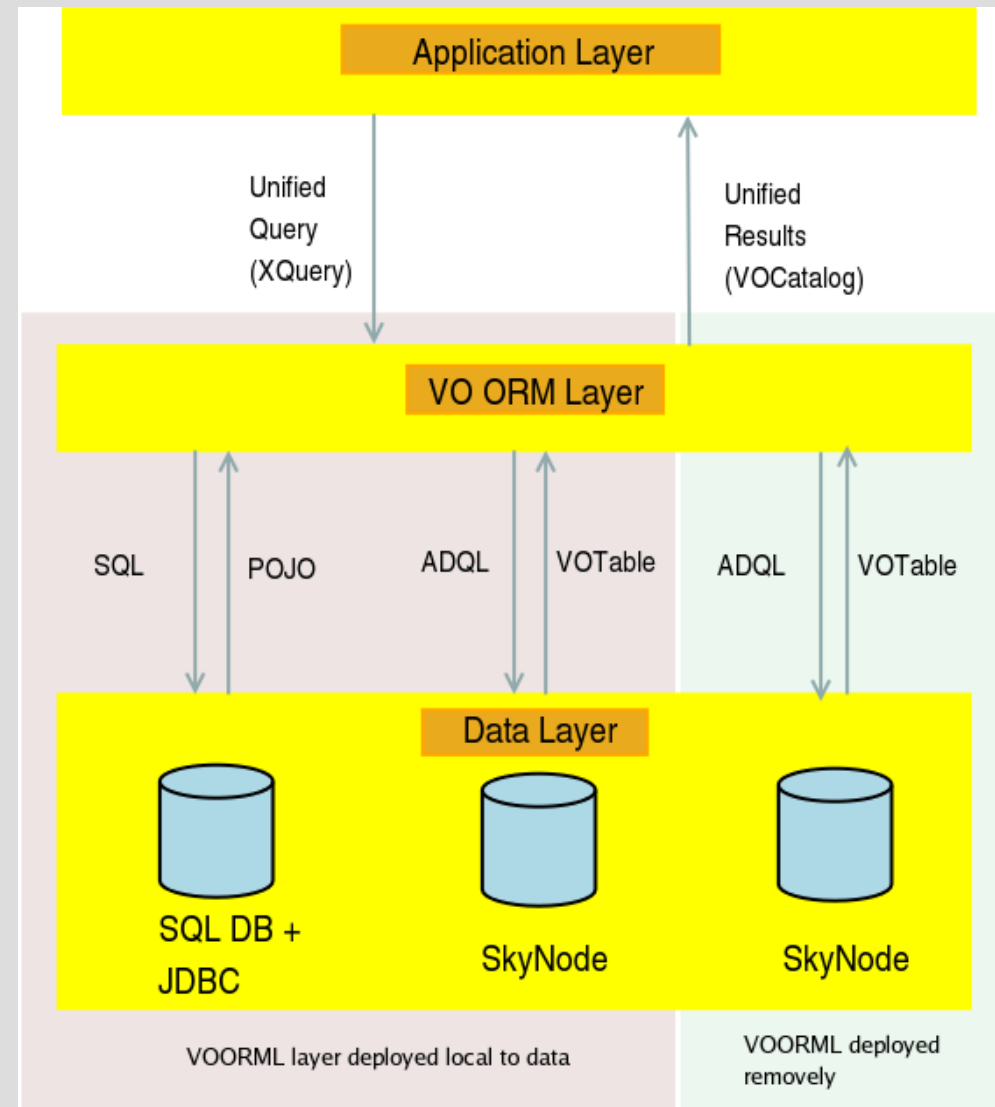 Application Layer
Unified
Query
(XQuery)
Unified
Results
(VOCatalog)
VO ORM Layer
SQL
POJO
ADQL
VOTable
ADQL
VOTable
Data Layer
SQL DB +
JDBC
SkyNode
SkyNode
VOORML layer deployed local to data
VOORML deployed
removely